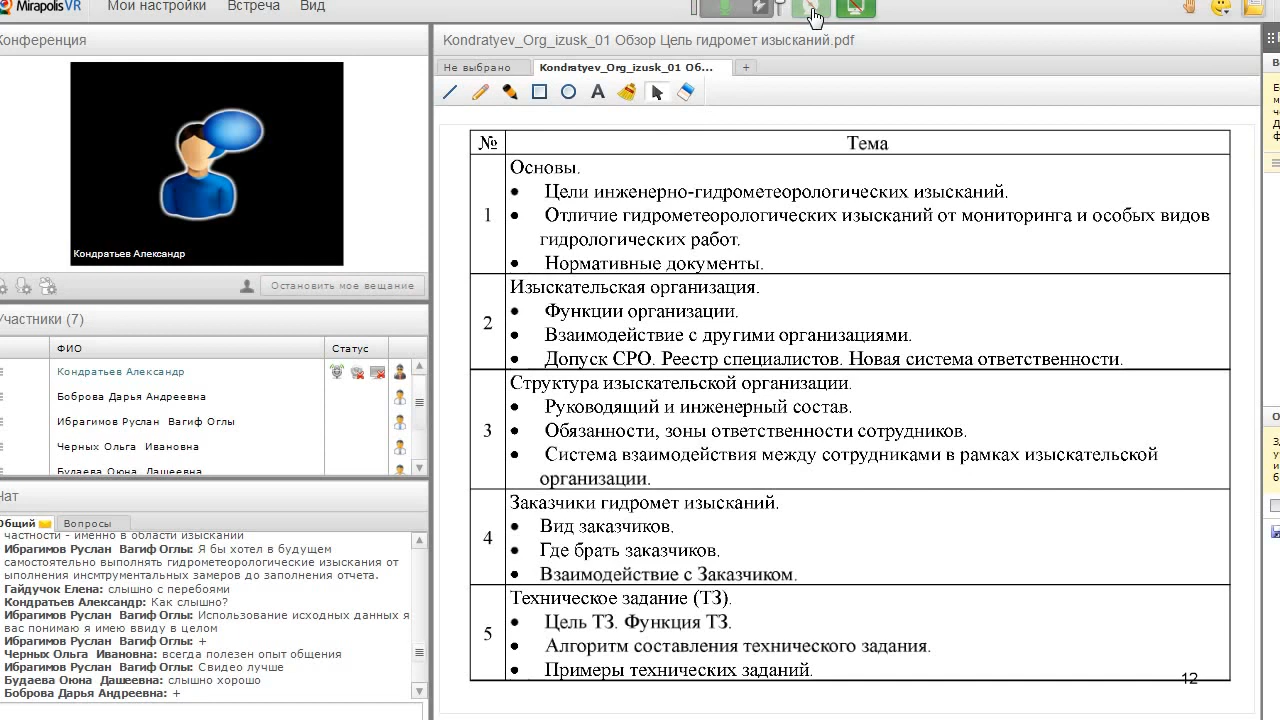 MirapolisVR Мои настройки Встреча Вид
Конференция
Кондратьев Александр
Остановить мое вещание
Участники (7)
ФИО Статус
Кондратьев Александр
Боброва Дарья Андреевна
Ибрагимов Руслан Вагиф Оглы
Черных Ольга Ивановна
Будаева Оюна Дашеевна
Чат
Общий Вопросы
частности - именно в области изысканий
Ибрагимов Руслан Вагиф Оглы: Я бы хотел в будущем
самостоятельно выполнять гидрометеорологические изыскания от
ыполнения инсмтрументальных замеров до заполнения отчета.
Гайдучок Елена: слышно с перебоями
Кондратьев Александр: Как слышно?
Ибрагимов Руслан Вагиф Оглы: Использование исходных данных я
вас понимаю я имею ввиду в целом
Ибрагимов Руслан Вагиф Оглы: +
Черных Ольга Ивановна: всегда полезен опыт общения
Ибрагимов Руслан Вагиф Оглы: Свидео лучше
Будаева Оюна Дашеевна: слышно хорошо
Боброва Дарья Андреевна: +
Kondratyev_Org_izusk_01 Обзор Цель гидромет изысканий.pdf
Не выбрано Kondratyev_Org_izusk_01 Об... +
№ Тема
1
Основы.
• Цели инженерно-гидрометеорологических изысканий.
• Отличие гидрометеорологических изысканий от мониторинга и особых видов
гидрологических работ.
• Нормативные документы.
2
Изыскательская организация.
• Функции организации.
• Взаимодействие с другими организациями.
• Допуск СРО. Реестр специалистов. Новая система ответственности.
3
Структура изыскательской организации.
• Руководящий и инженерный состав.
• Обязанности, зоны ответственности сотрудников.
• Система взаимодействия между сотрудниками в рамках изыскательской
организации.
4
Заказчики гидромет изысканий.
• Вид заказчиков.
• Где брать заказчиков.
• Взаимодействие с Заказчиком.
5
Техническое задание (ТЗ).
• Цель ТЗ. Функция ТЗ.
• Алгоритм составления технического задания.
• Примеры технических заданий.
12